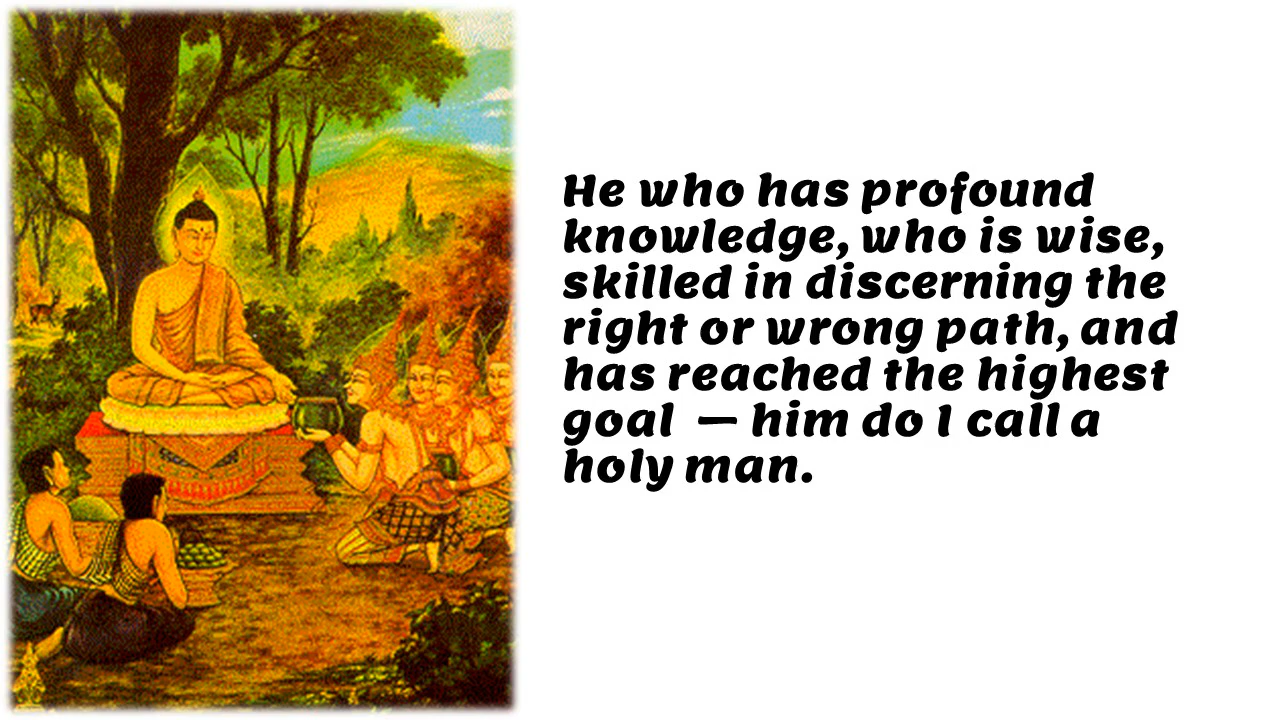 He who has profound
knowledge, who is wise,
skilled in discerning the
right or wrong path, and
has reached the highest
goal — him do I call a
holy man.